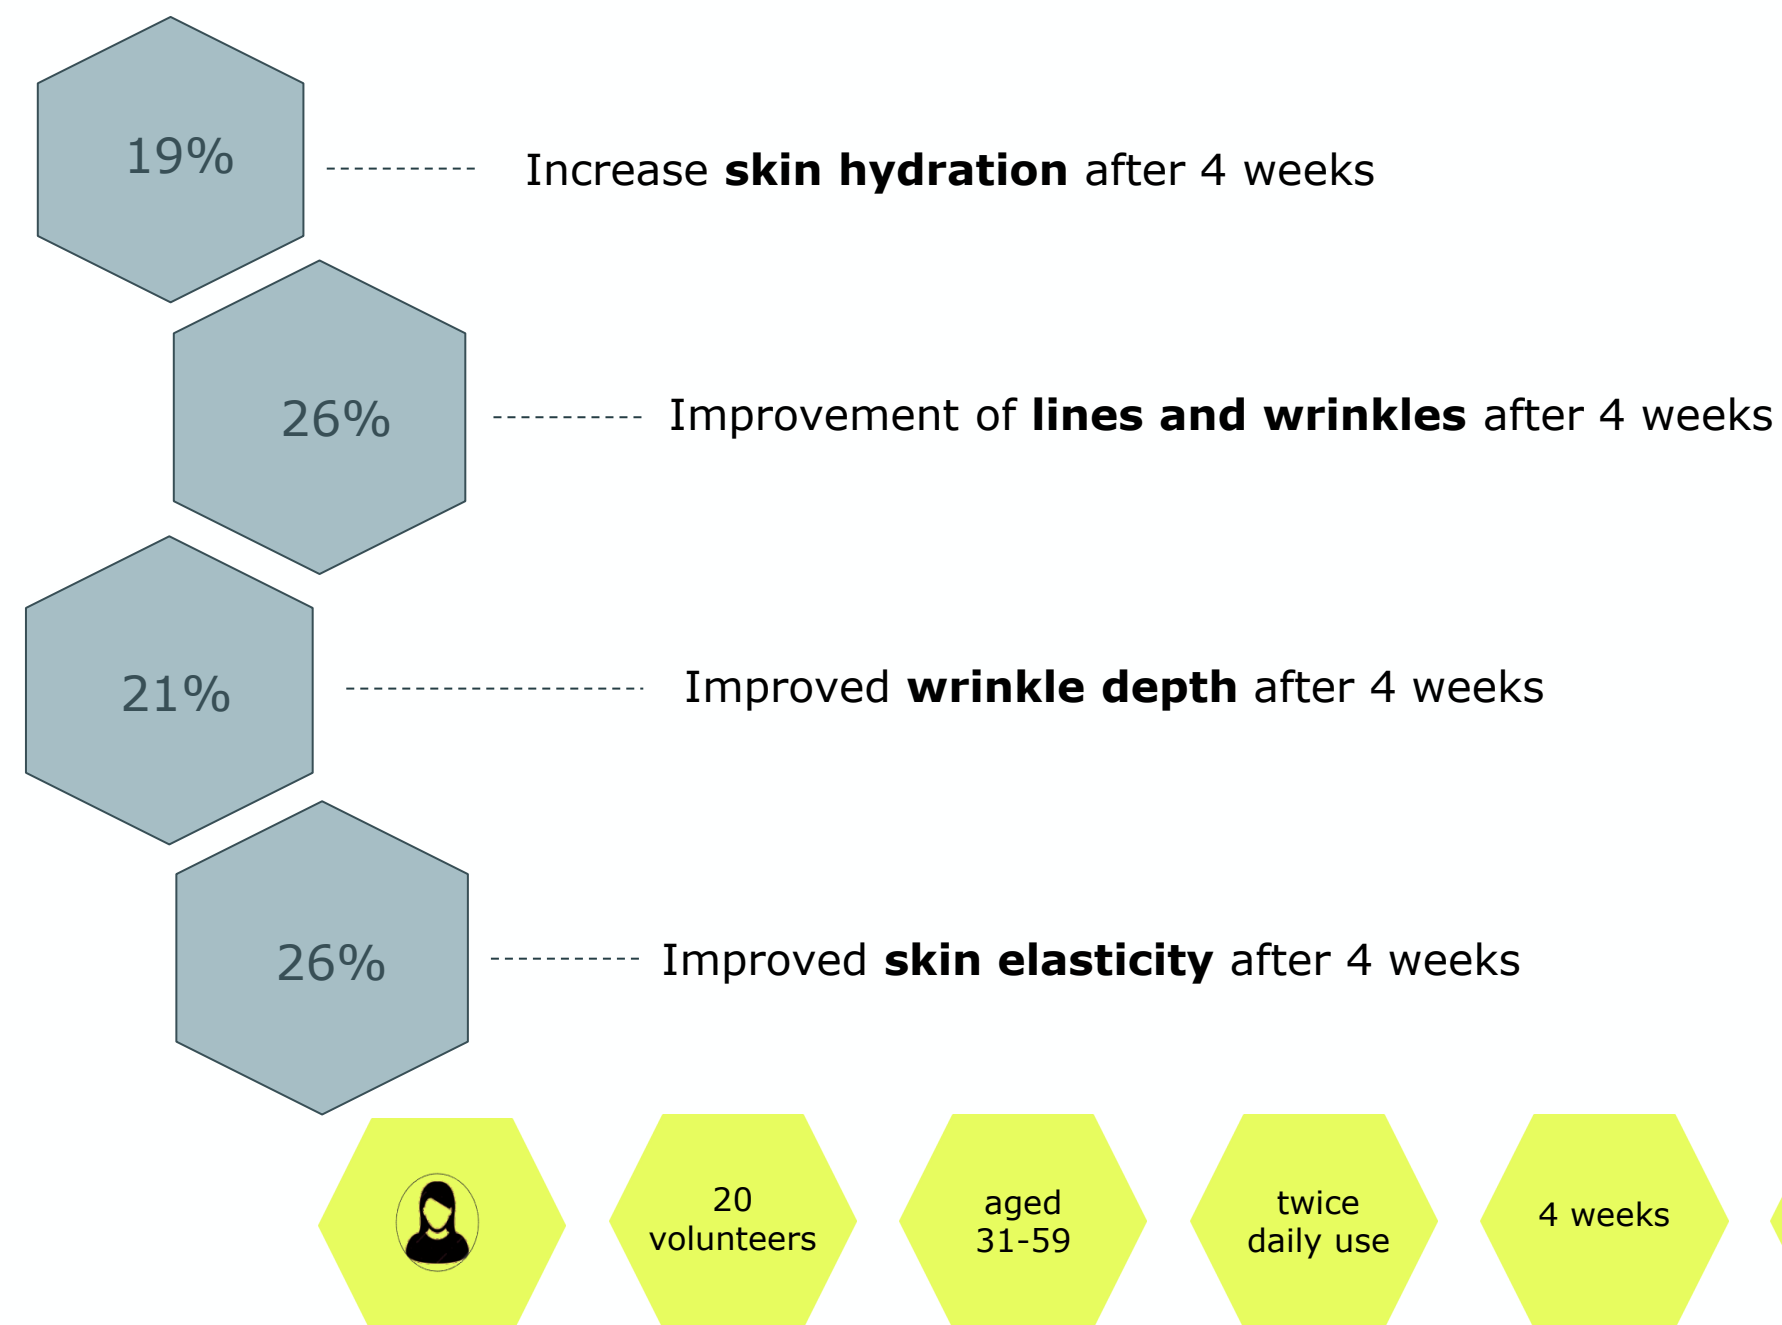 19%
Increase skin hydration after 4 weeks
26%
Improvement of lines and wrinkles after 4 weeks
21%
Improved wrinkle depth after 4 weeks
26%
Improved skin elasticity after 4 weeks
20
volunteers
aged
31-59
twice
daily use
4 weeks